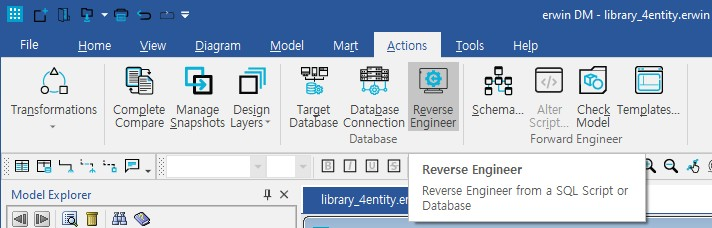 erwin DM - library_4entity.erwin
File Home View Diagram Model Mart Actions Tools Help
Transformations Complete Compare Manage Snapshots Design Layers Target Database Database Connection Reverse Engineer Schema... Alter Script... Check Model Templates...
Database Forward Engineer
B I U S
Reverse Engineer
Reverse Engineer from a SQL Script or
Database
Model Explorer
library_4entity.er